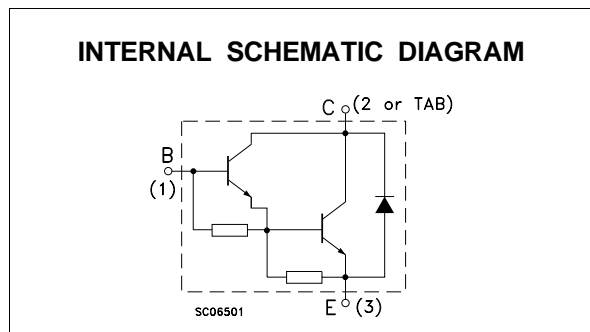 INTERNAL SCHEMATIC DIAGRAM
C (2 or TAB)
B
(1)
E (3)
SC06501